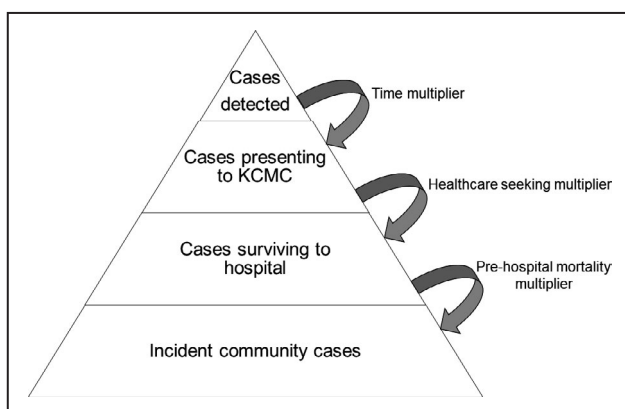 Cases
detected
Time multiplier
Cases presenting
to KCMC
Healthcare seeking multiplier
Cases surviving to
hospital
Pre-hospital mortality
multiplier
Incident community cases